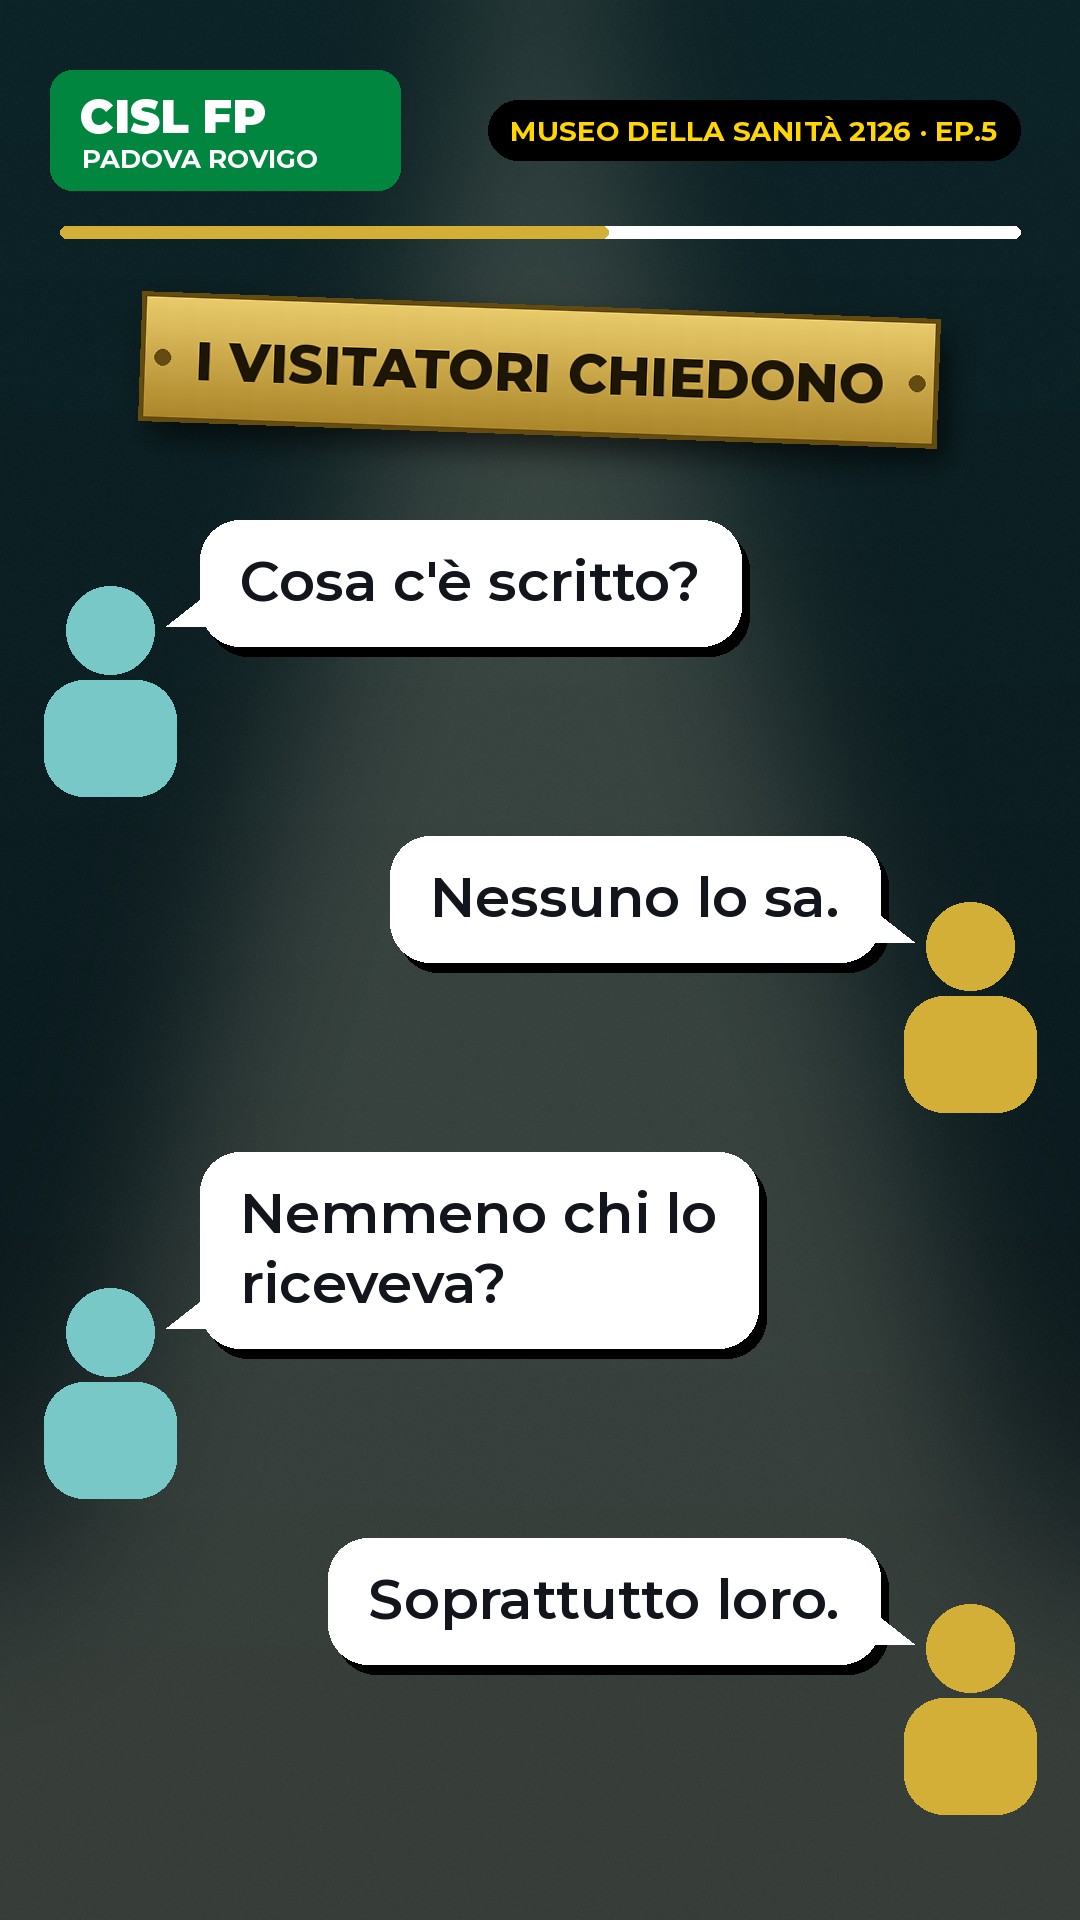 CISL FP
PADOVA ROVIGO
MUSEO DELLA SANITÀ 2126 · EP.5
I VISITATORI CHIEDONO
Cosa c'è scritto?
Nessuno lo sa.
Nemmeno chi lo
riceveva?
Soprattutto loro.